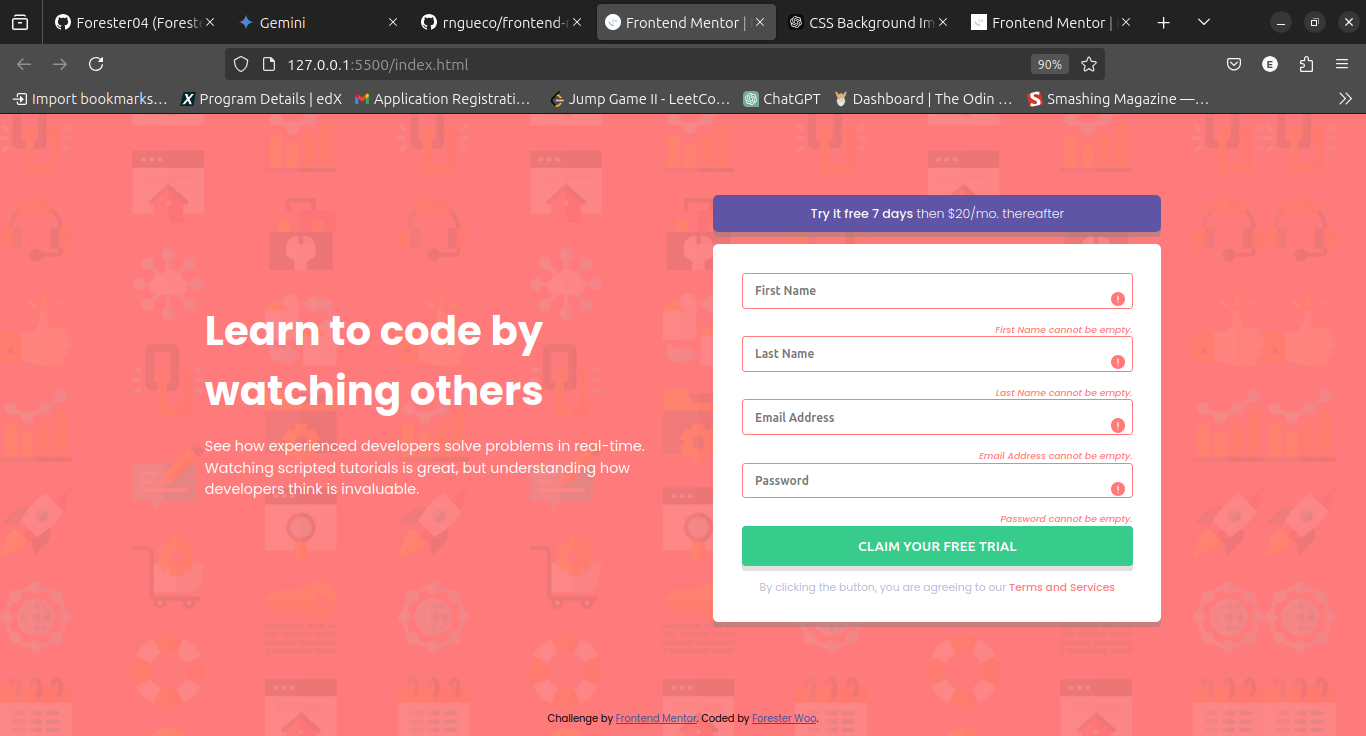 Forester04 (Forest
Gemini
rngueco/frontend-
Frontend Mentor |
CSS Background Im
Frontend Mentor |
127.0.0.1:5500/index.html
90%
E
Import bookmarks...
Program Details | edX
Application Registrati...
Jump Game II - LeetCo...
ChatGPT
Dashboard | The Odin ...
Smashing Magazine —...
Try it free 7 days then $20/mo. thereafter
Learn to code by
watching others
See how experienced developers solve problems in real-time.
Watching scripted tutorials is great, but understanding how
developers think is invaluable.
First Name
First Name cannot be empty.
Last Name
Last Name cannot be empty.
Email Address
Email Address cannot be empty.
Password
Password cannot be empty.
CLAIM YOUR FREE TRIAL
By clicking the button, you are agreeing to our Terms and Services
Challenge by Frontend Mentor. Coded by Forester Woo.